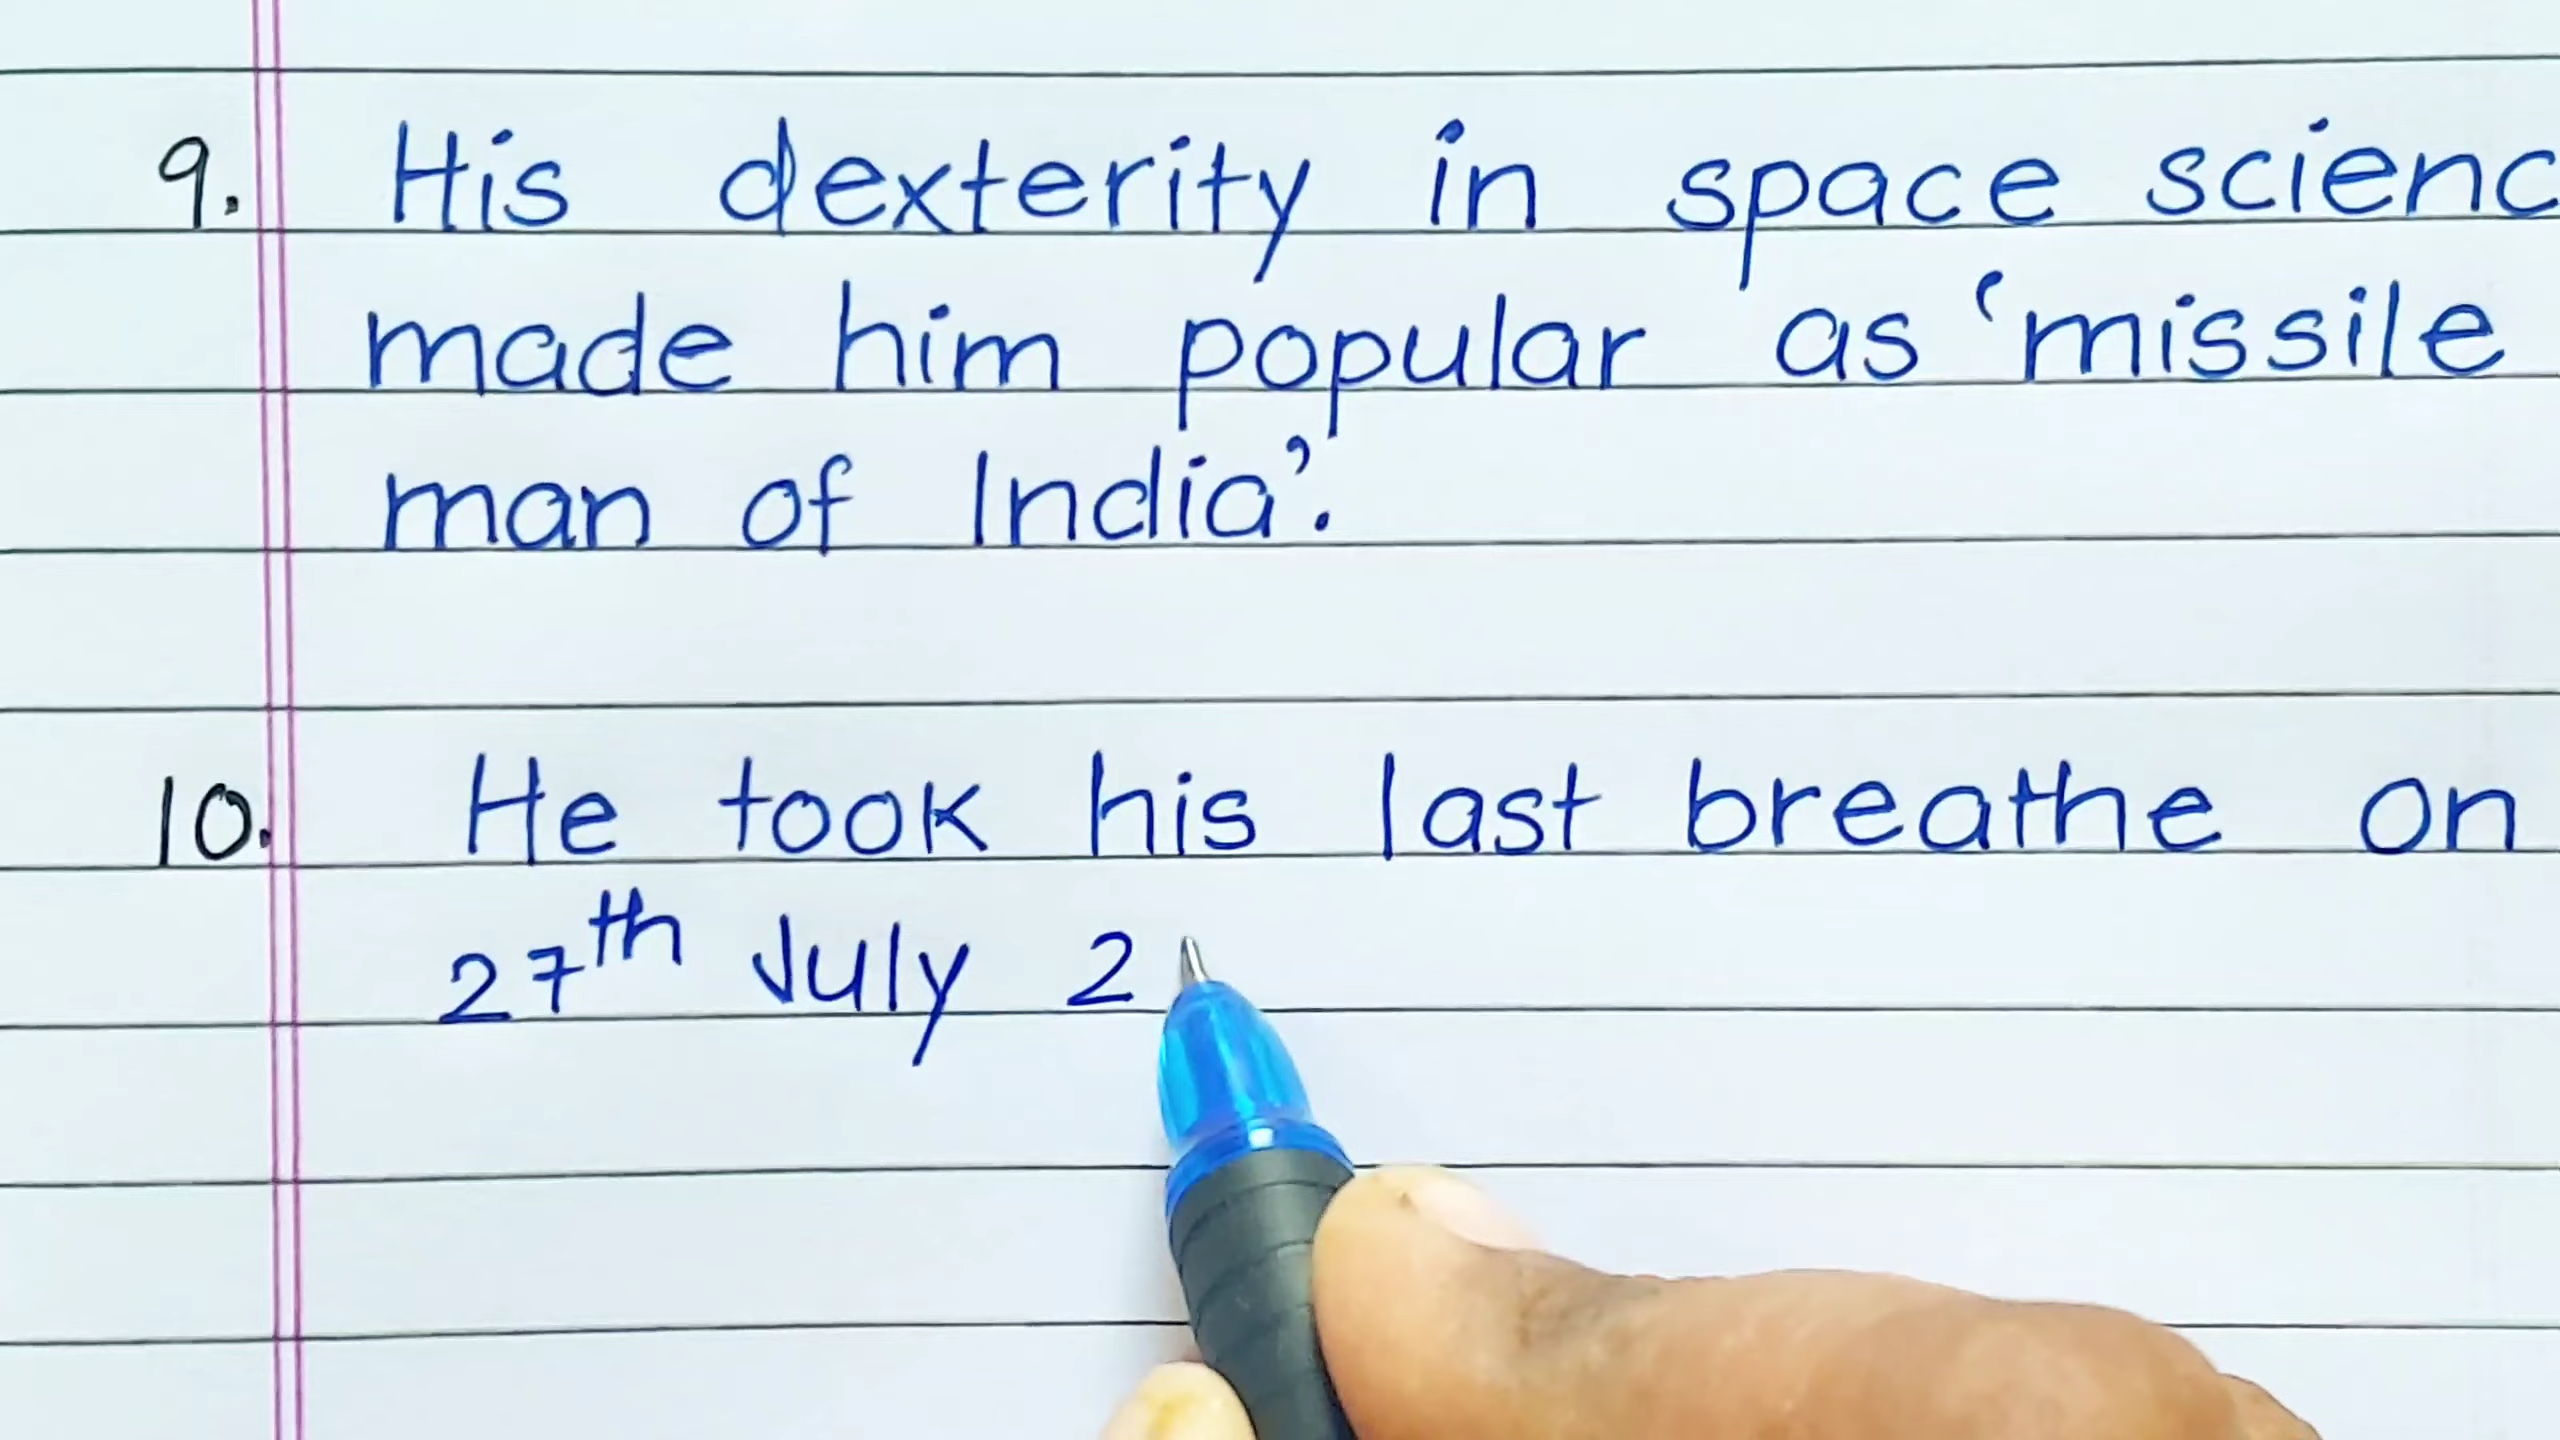 9. His dexterity in space scienc
made him popular as ‘missile
man of India’.
10. He took his last breathe on
27th July 2